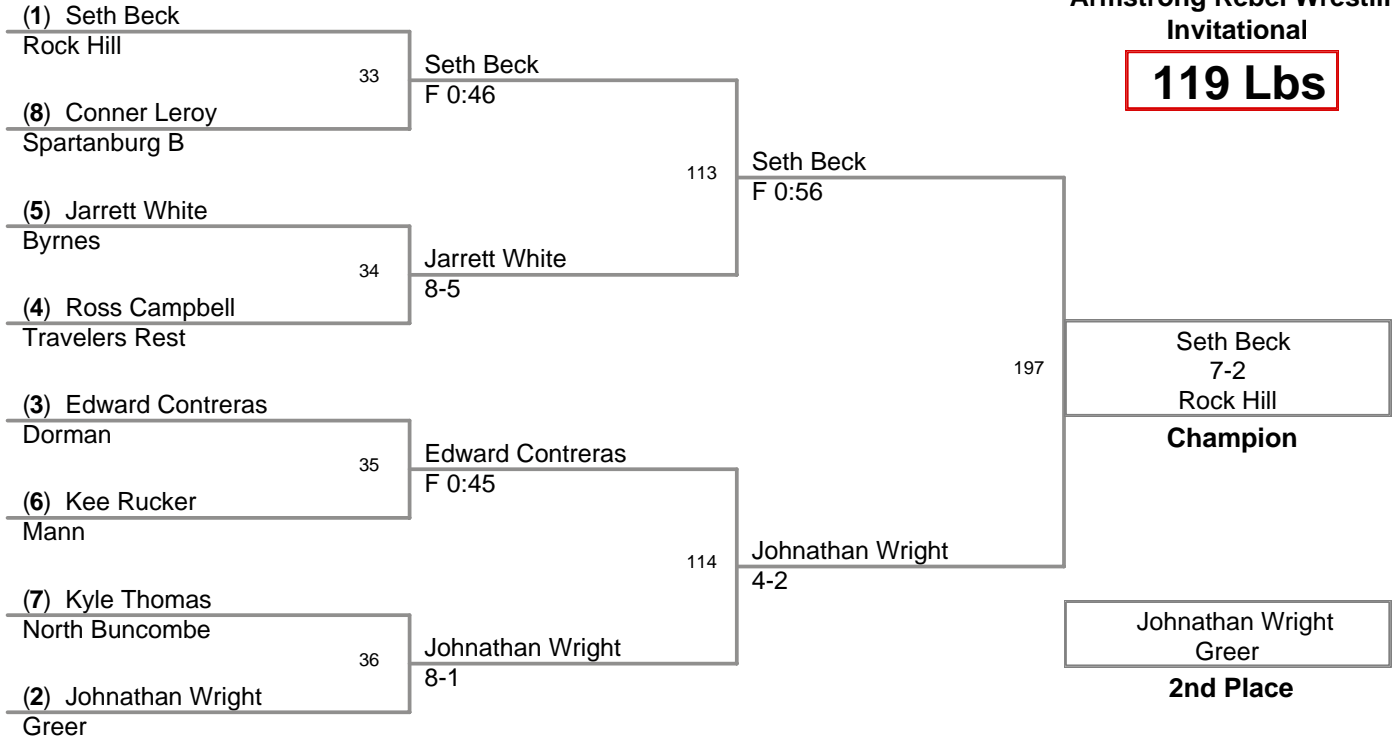 Armstrong Rebel
Invitational
119 Lbs
(1) Seth Beck
Rock Hill
33
(8) Conner Leroy
Spartanburg B
Seth Beck
F 0:46
(5) Jarrett White
Byrnes
34
(4) Ross Campbell
Travelers Rest
Jarrett White
8-5
113
Seth Beck
F 0:56
(3) Edward Contreras
Dorman
35
(6) Kee Rucker
Mann
Edward Contreras
F 0:45
(7) Kyle Thomas
North Buncombe
36
(2) Johnathan Wright
Greer
Johnathan Wright
8-1
114
Johnathan Wright
4-2
197
Seth Beck
7-2
Rock Hill
Champion
Johnathan Wright
Greer
2nd Place